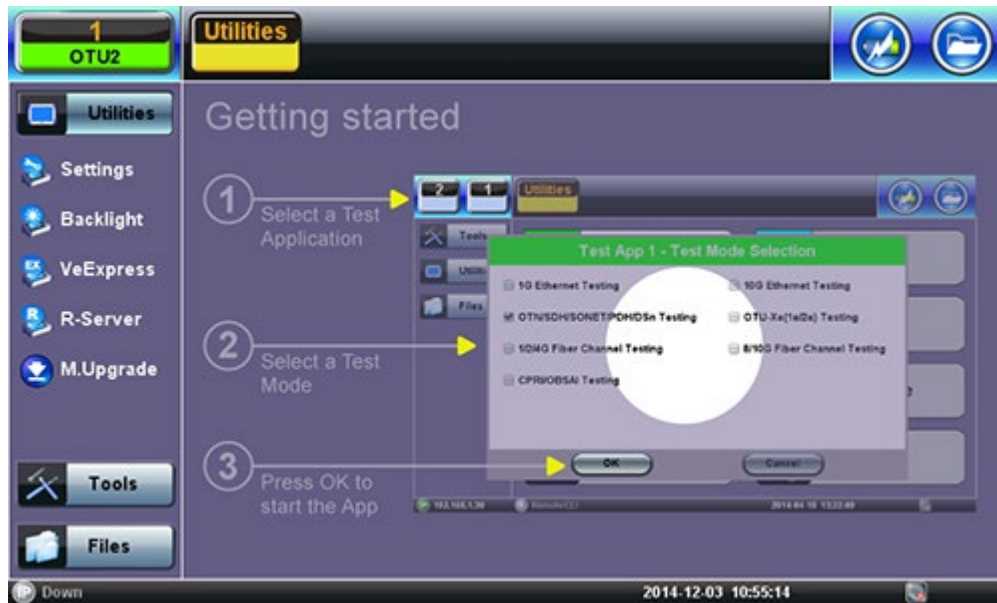 1
OTU2
Utilities
Utilities
Settings
Backlight
VeExpress
R-Server
M.Upgrade
Tools
Files
Getting started
1
Select a Test
Application
2
Select a Test
Mode
3
Press OK to
start the App
2 1 Utilities
Tools
Files
Test App 1 - Test Mode Selection
1G Ethernet Testing
10G Ethernet Testing
OTN/SDH/SONET/PDH/DSn Testing
OTU-Xe(1e/2e) Testing
1/2/4G Fiber Channel Testing
8/10G Fiber Channel Testing
CPRI/OBSAI Testing
OK
Cancel
IP Down
2014-12-03 10:55:14